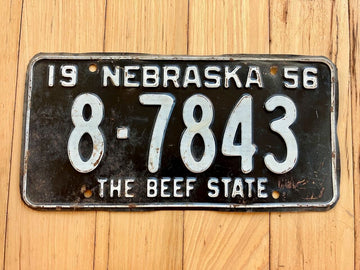 19 NEBRASKA 56
8-7843
THE BEEF STATE